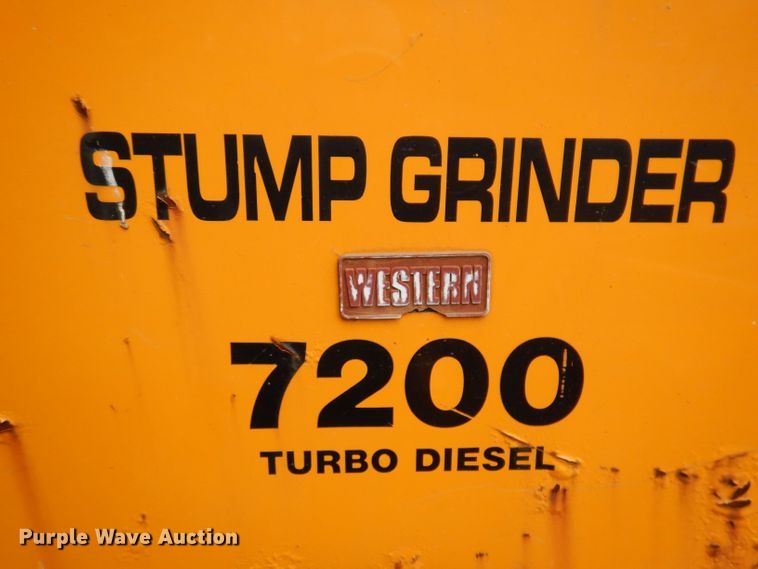 STUMP GRINDER
WESTERN
7200
TURBO DIESEL
Purple Wave Auction